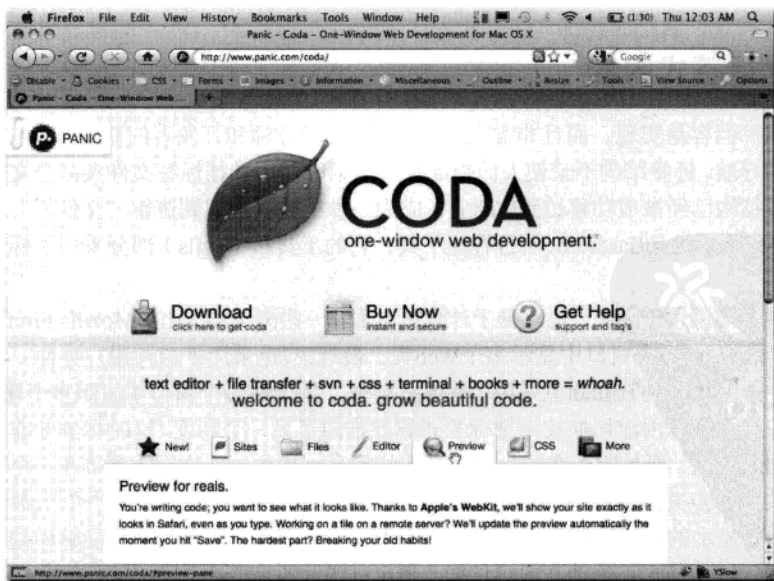 Firefox File Edit View History Bookmarks Tools Window Help (1:30) Thu 12:03 AM
Panic – Coda – One-Window Web Development for Mac OS X
http://www.panic.com/coda/ Google
Disable Cookies CSS Forms Images Information Miscellaneous Outline Resize Tools View Source Options
Panic – Coda – One-Window Web ...
PANIC
CODA
one-window web development.™
Download Buy Now Get Help
click here to get coda instant and secure support and faq's
text editor + file transfer + svn + css + terminal + books + more = whoah.
welcome to coda. grow beautiful code.
New! Sites Files Editor Preview CSS More
Preview for reals.
You're writing code; you want to see what it looks like. Thanks to Apple's WebKit, we'll show your site exactly as it
looks in Safari, even as you type. Working on a file on a remote server? We'll update the preview automatically the
moment you hit "Save". The hardest part? Breaking your old habits!
http://www.panic.com/coda/#preview-pane YSlow